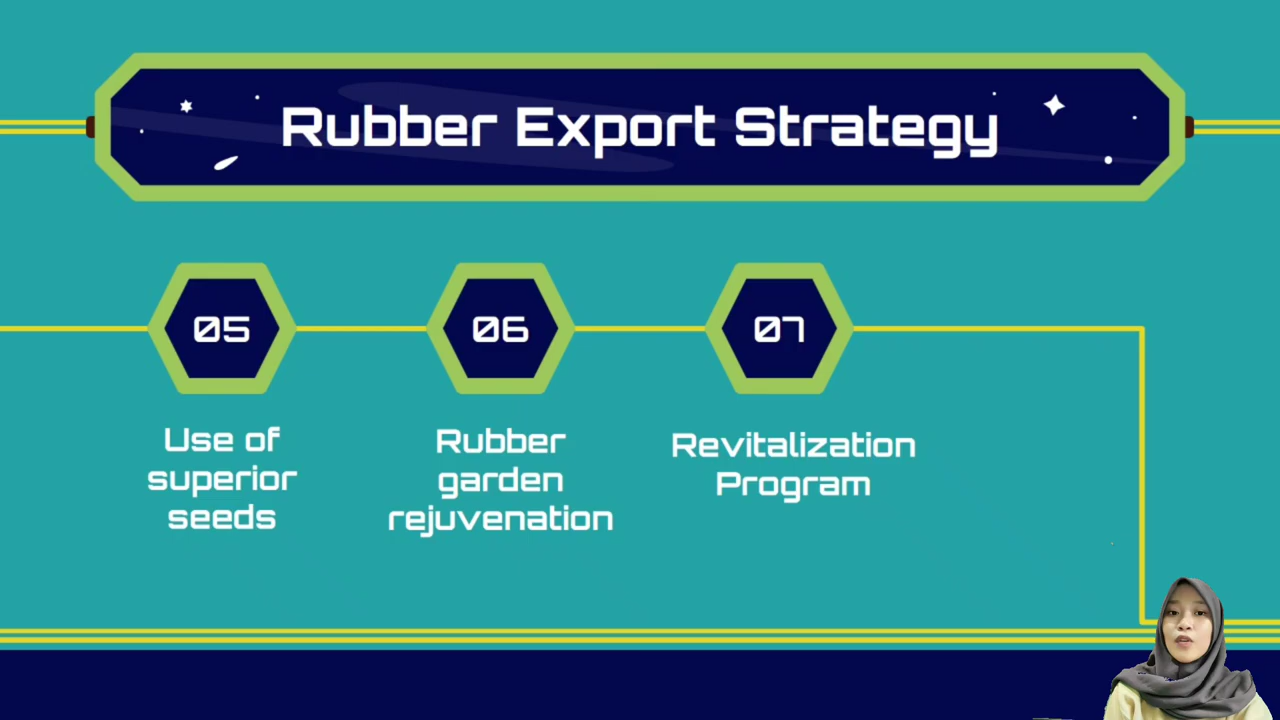 Rubber Export Strategy
05
Use of
superior
seeds
06
Rubber
garden
rejuvenation
07
Revitalization
Program